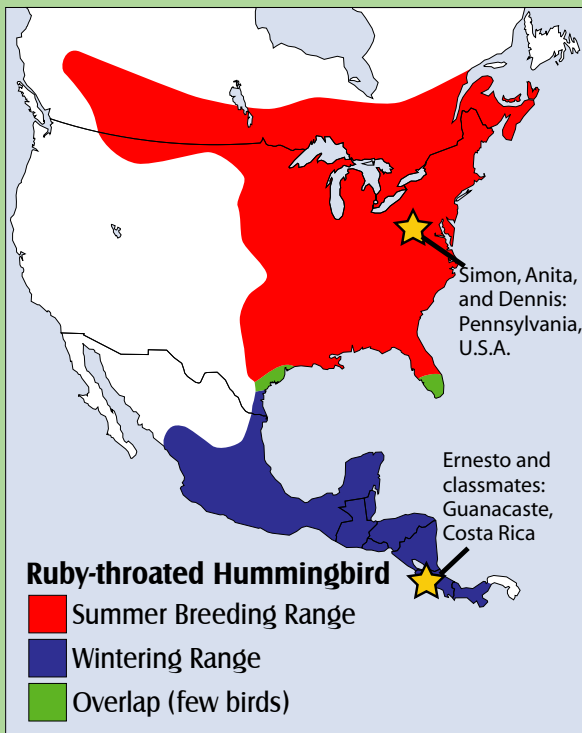 Simon, Anita,
and Dennis:
Pennsylvania,
U.S.A.
Ernesto and
classmates:
Guanacaste,
Costa Rica
Ruby-throated Hummingbird
Summer Breeding Range
Wintering Range
Overlap (few birds)